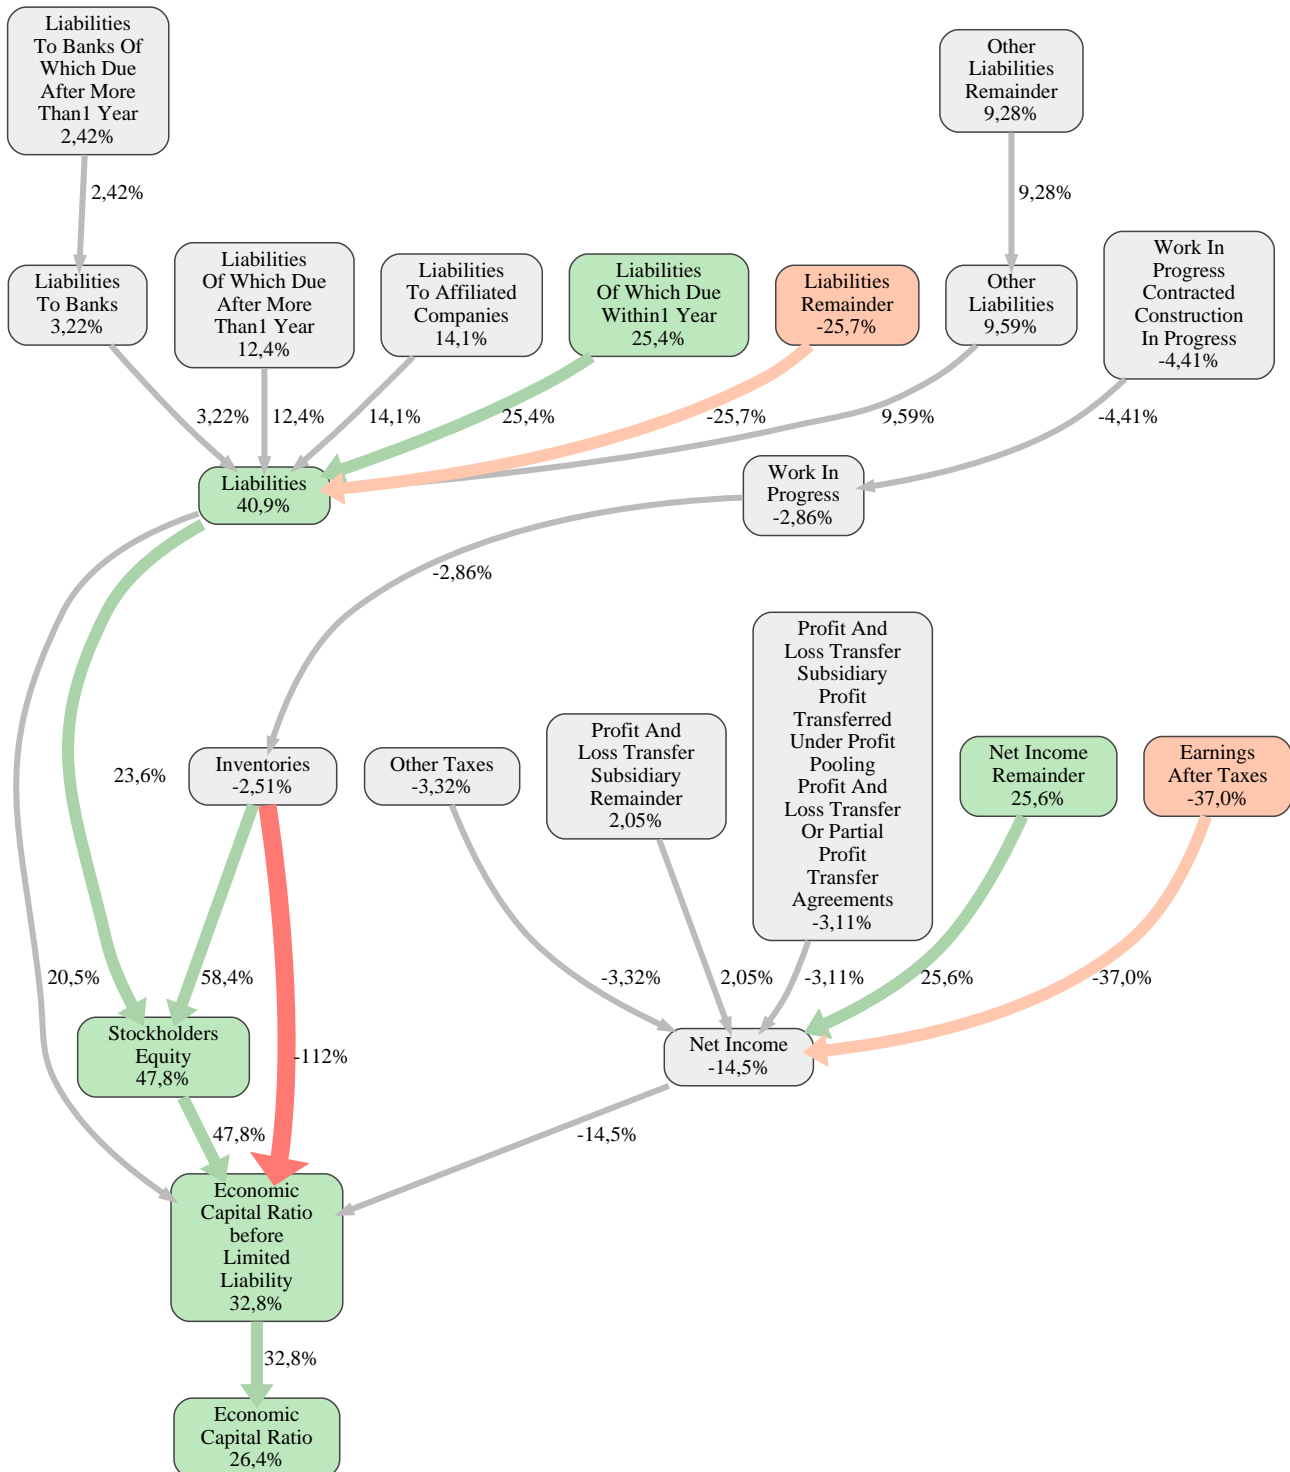 Liabilities
To Banks Of
Which Due
After More
Than1 Year
2,42%
Other
Liabilities
Remainder
9,28%
2,42%
9,28%
Liabilities
To Banks
3,22%
Liabilities
Of Which Due
After More
Than1 Year
12,4%
Liabilities
To Affiliated
Companies
14,1%
Liabilities
Of Which Due
Within1 Year
25,4%
Liabilities
Remainder
-25,7%
Other
Liabilities
9,59%
Work In
Progress
Contracted
Construction
In Progress
-4,41%
3,22%
12,4%
14,1%
25,4%
-25,7%
9,59%
-4,41%
Liabilities
40,9%
Work In
Progress
-2,86%
-2,86%
Profit And
Loss Transfer
Subsidiary
Profit
Transferred
Under Profit
Pooling
Profit And
Loss Transfer
Or Partial
Profit
Transfer
Agreements
-3,11%
23,6%
Inventories
-2,51%
Other Taxes
-3,32%
Profit And
Loss Transfer
Subsidiary
Remainder
2,05%
Net Income
Remainder
25,6%
Earnings
After Taxes
-37,0%
20,5%
58,4%
-3,32%
2,05%
-3,11%
25,6%
-37,0%
Stockholders
Equity
47,8%
-112%
Net Income
-14,5%
47,8%
-14,5%
Economic
Capital Ratio
before
Limited
Liability
32,8%
32,8%
Economic
Capital Ratio
26,4%